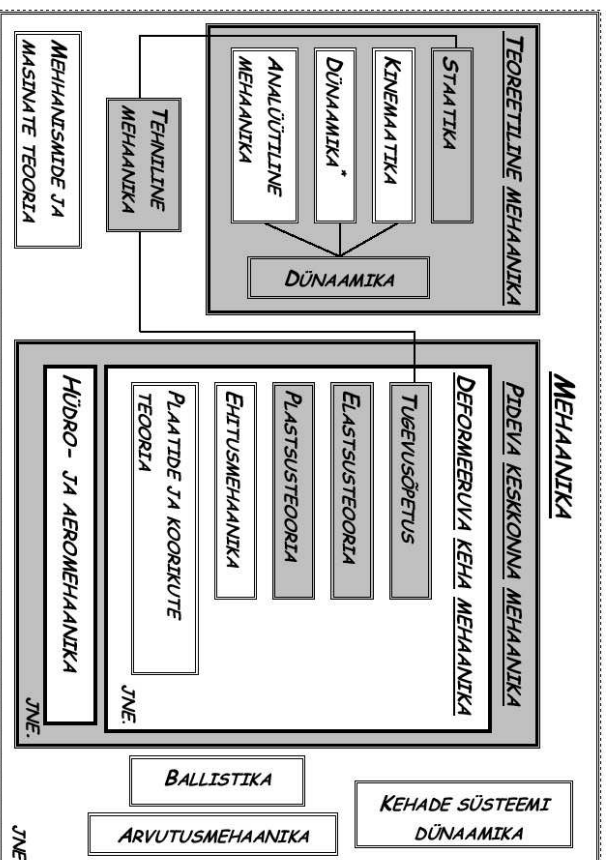 MEHAANIKA
TEOREETILINE MEHAANIKA
STAATIKA
KINEMAATIKA
DÜNAAMIKA*
ANALÜÜTILINE
MEHAANIKA
DÜNAAMIKA
TEHNILINE
MEHAANIKA
MEHHANISMIDE JA
MASINATE TEOORIA
PIDEVA KESKKONNA MEHAANIKA
DEFORMEERUVA KEHA MEHAANIKA
TUGEVUSÕPETUS
ELASTSUSTEOORIA
PLASTSUSTEOORIA
EHITUSMEHAANIKA
PLAATIDE JA KOORIKUTE
TEOORIA
JNE.
HÜDRO- JA AEROMEHAANIKA
JNE.
KEHADE SÜSTEEMI
DÜNAAMIKA
BALLISTIKA
ARVUTUSMEHAANIKA
JNE